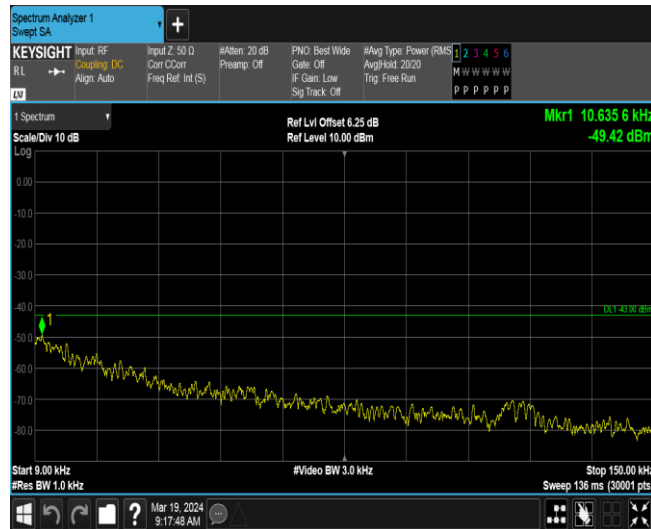 Spectrum Analyzer 1
Swept SA
+
KEYSIGHT
RL
LXI
Input: RF
Coupling: DC
Align: Auto
Input Z: 50 Ω
Corr CCorr
Freq Ref: Int (S)
#Atten: 20 dB
Preamp: Off
PNO: Best Wide
Gate: Off
IF Gain: Low
Sig Track: Off
#Avg Type: Power (RMS
Avg|Hold: 20/20
Trig: Free Run
1 2 3 4 5 6
M W W W W W
P P P P P P
1 Spectrum
Scale/Div 10 dB
Log
Ref Lvl Offset 6.25 dB
Ref Level 10.00 dBm
Mkr1 10.635 6 kHz
-49.42 dBm
0.00
-10.0
-20.0
-30.0
-40.0
-50.0
-60.0
-70.0
-80.0
DL1 -43.00 dBm
1
Start 9.00 kHz
#Res BW 1.0 kHz
#Video BW 3.0 kHz
Stop 150.00 kHz
Sweep 136 ms (30001 pts
?
Mar 19, 2024
9:17:48 AM